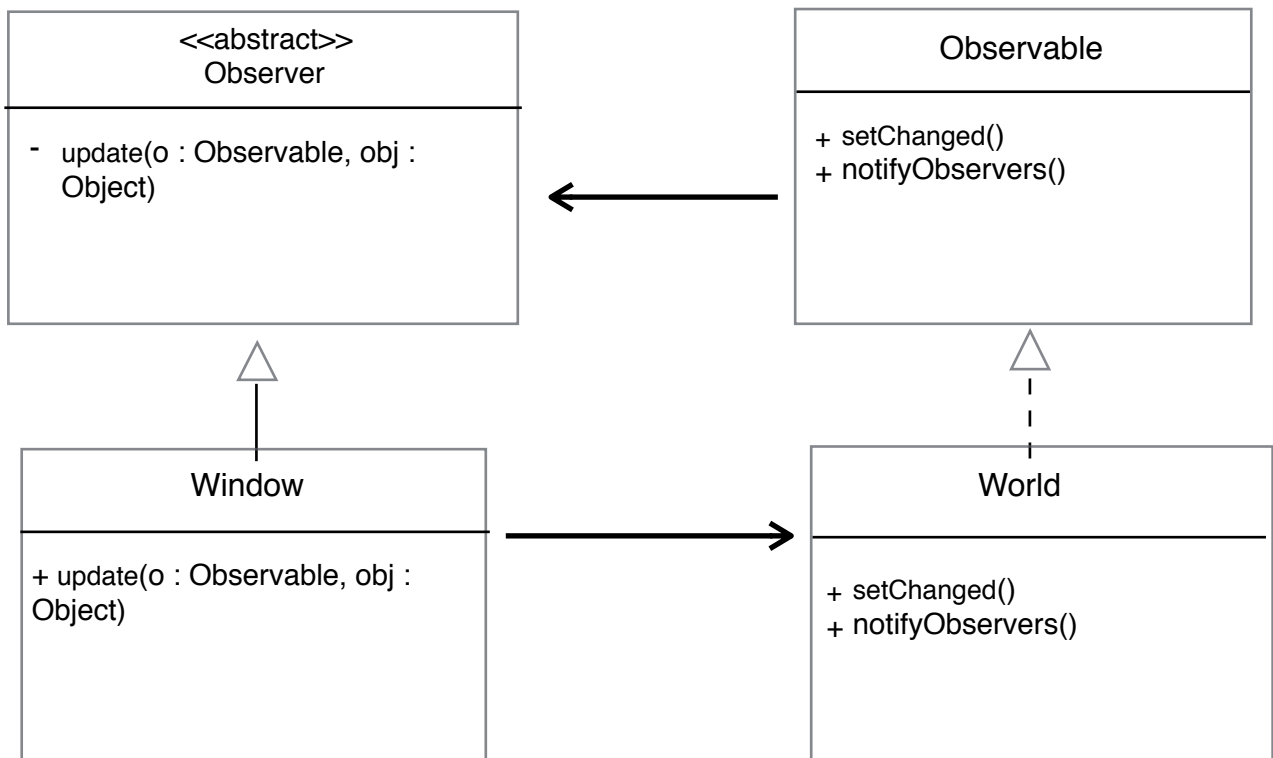 <<abstract>>
Observer
- update(o : Observable, obj :
Object)
Observable
+ setChanged()
+ notifyObservers()
Window
+ update(o : Observable, obj :
Object)
World
+ setChanged()
+ notifyObservers()